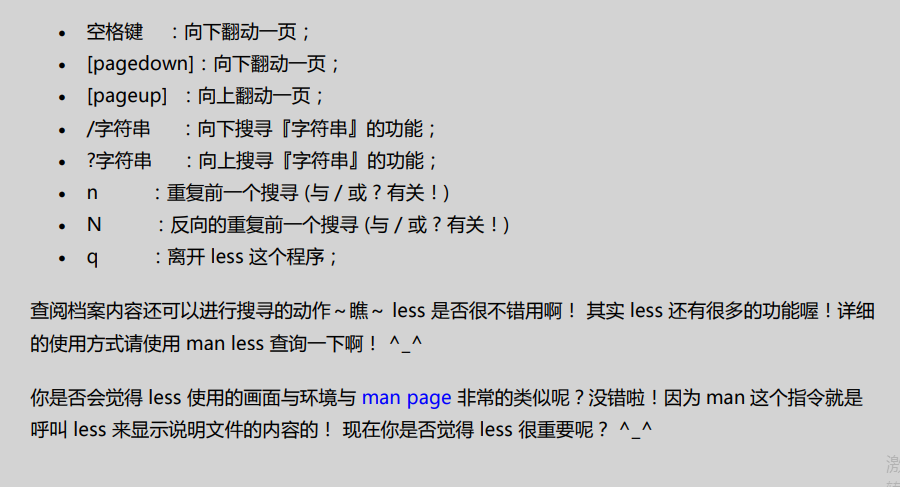 • 空格键 ：向下翻动一页；
• [pagedown]：向下翻动一页；
• [pageup] ：向上翻动一页；
• /字符串 ：向下搜寻『字符串』的功能；
• ?字符串 ：向上搜寻『字符串』的功能；
• n ：重复前一个搜寻 (与 / 或 ? 有关！)
• N ：反向的重复前一个搜寻 (与 / 或 ? 有关！)
• q ：离开 less 这个程序；
查阅档案内容还可以进行搜寻的动作～瞧～ less 是否很不错用啊！ 其实 less 还有很多的功能喔！详细
的使用方式请使用 man less 查询一下啊！ ^_^
你是否会觉得 less 使用的画面与环境与 man page 非常的类似呢？没错啦！因为 man 这个指令就是
呼叫 less 来显示说明文件的内容的！ 现在你是否觉得 less 很重要呢？ ^_^